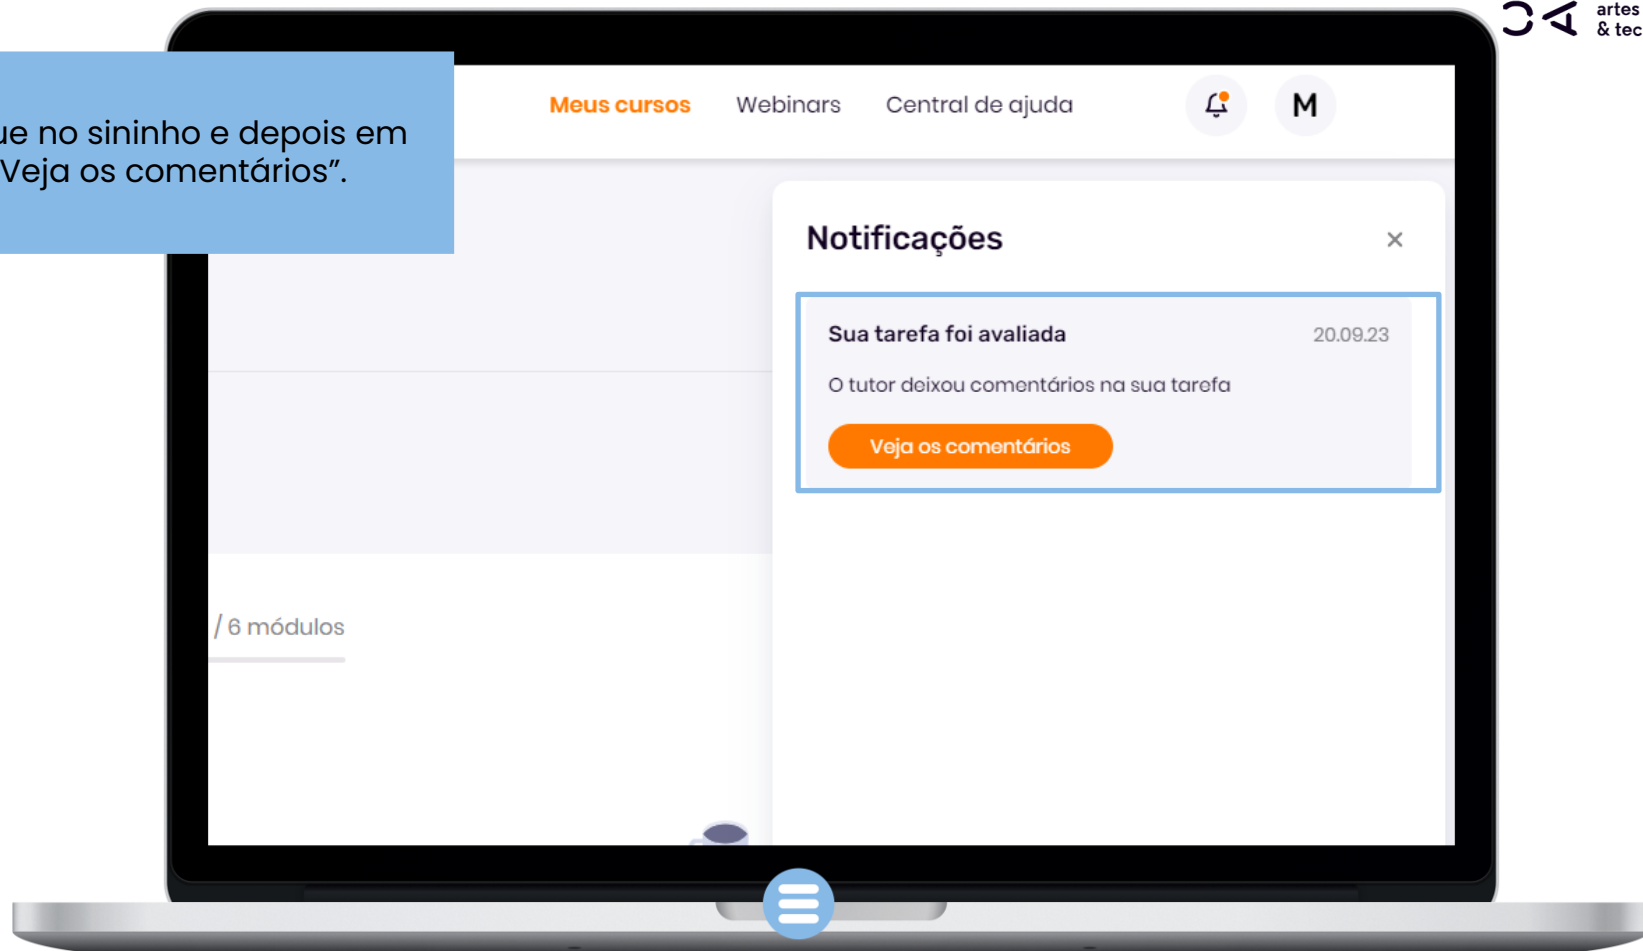 artes
& tec
ue no sininho e depois em
Veja os comentários”.
Meus cursos Webinars Central de ajuda M
Notificações
Sua tarefa foi avaliada 20.09.23
O tutor deixou comentários na sua tarefa
Veja os comentários
/ 6 módulos